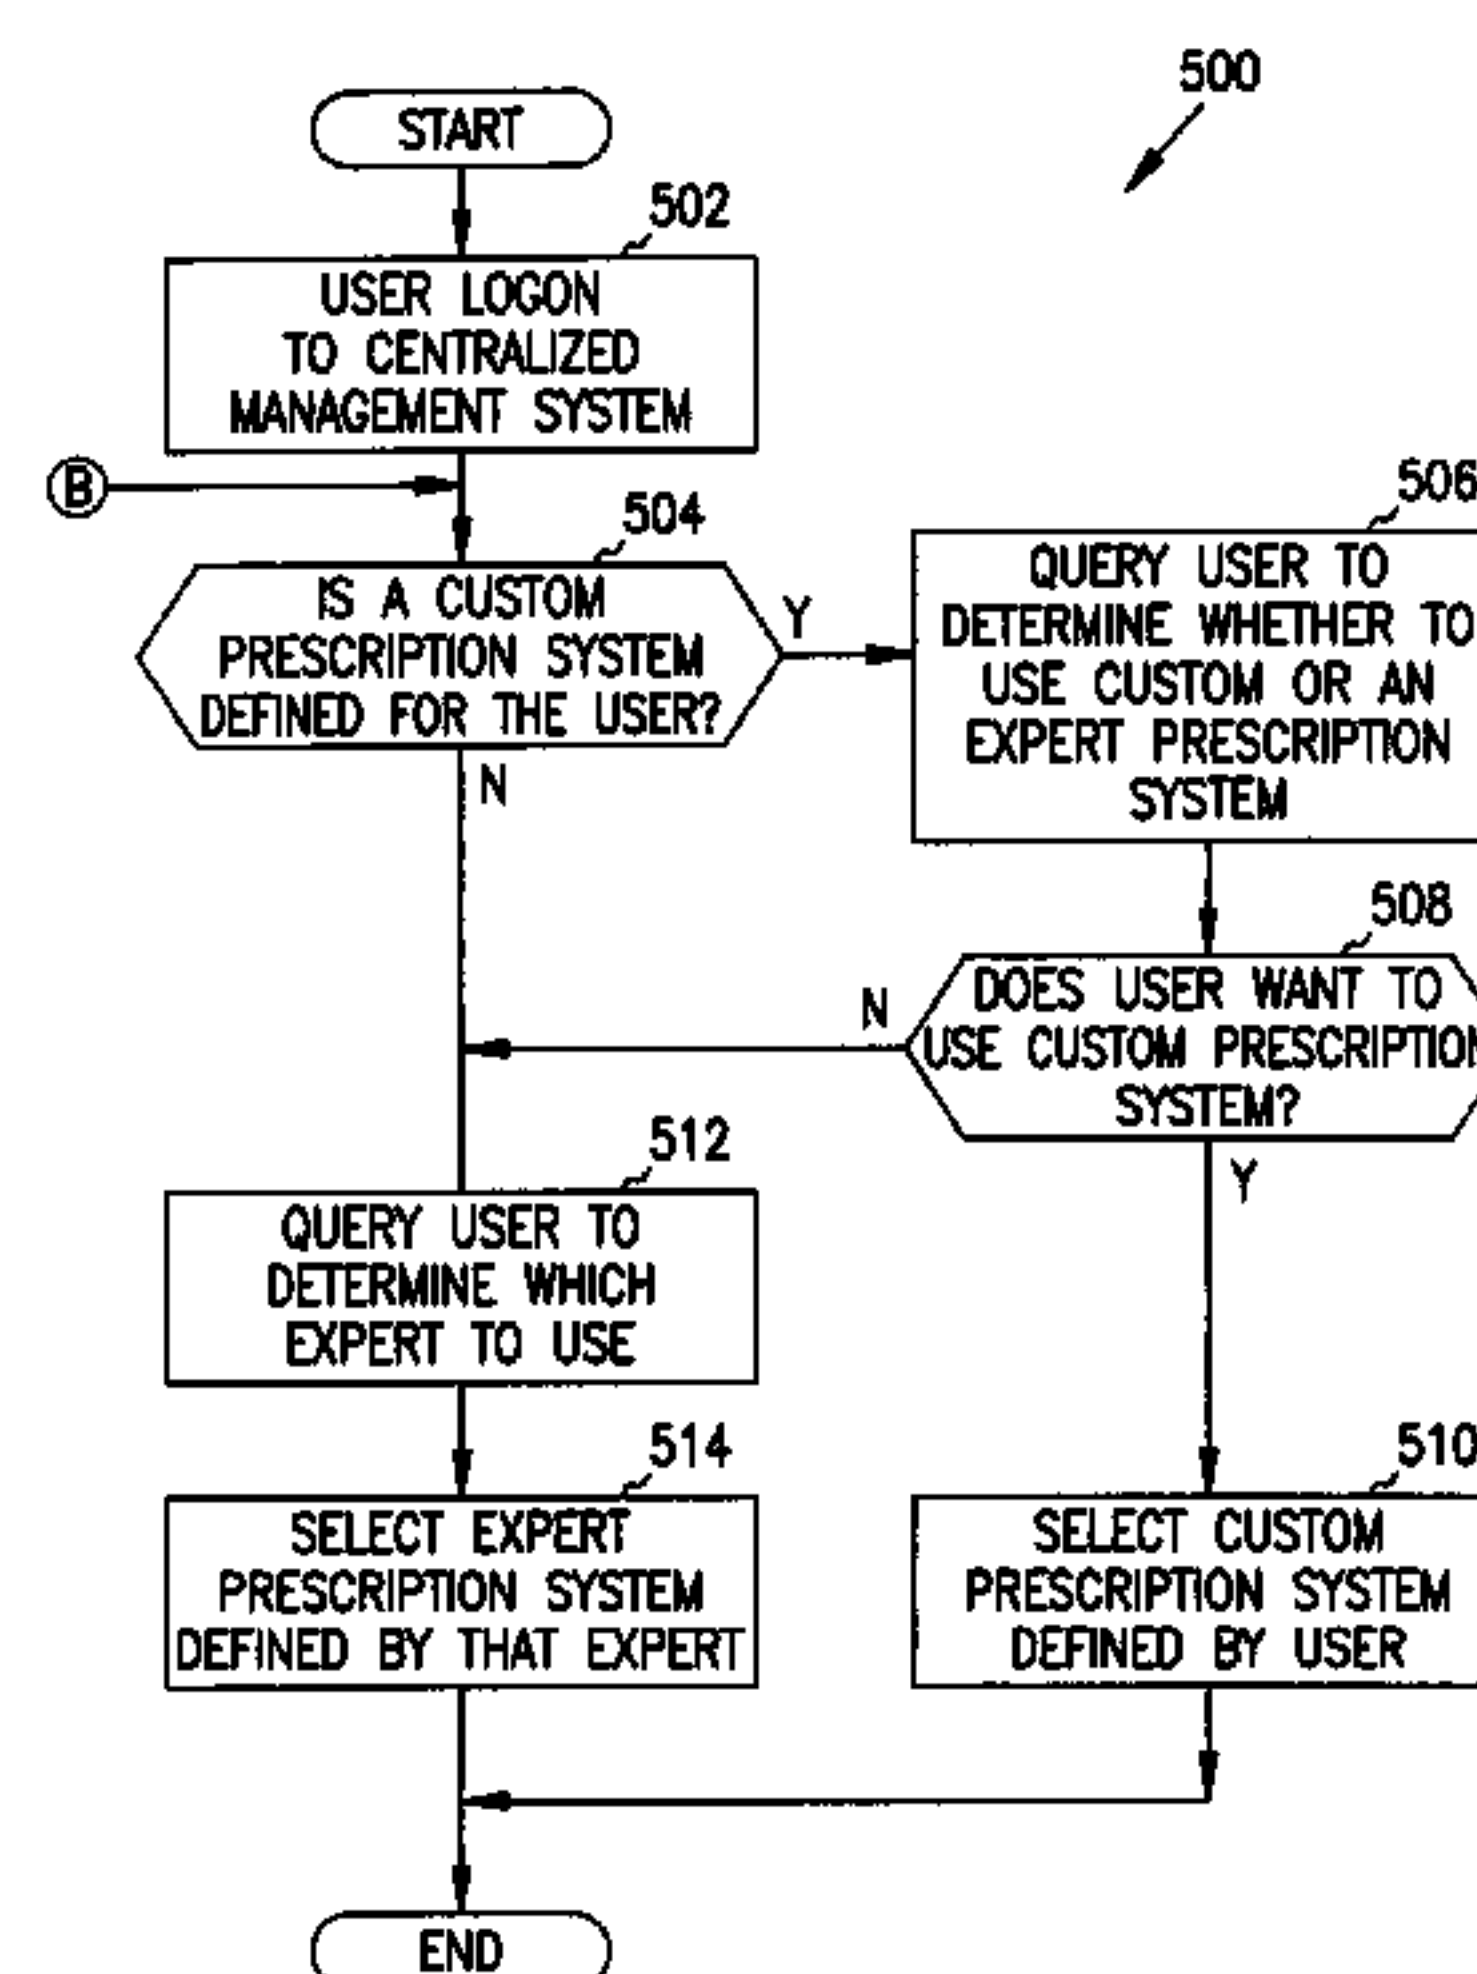 500
START
502
USER LOGON
TO CENTRALIZED
MANAGEMENT SYSTEM
B
504
IS A CUSTOM
PRESCRIPTION SYSTEM
DEFINED FOR THE USER?
Y
N
506
QUERY USER TO
DETERMINE WHETHER TO
USE CUSTOM OR AN
EXPERT PRESCRIPTION
SYSTEM
508
DOES USER WANT TO
USE CUSTOM PRESCRIPTION
SYSTEM?
N
Y
512
QUERY USER TO
DETERMINE WHICH
EXPERT TO USE
514
SELECT EXPERT
PRESCRIPTION SYSTEM
DEFINED BY THAT EXPERT
510
SELECT CUSTOM
PRESCRIPTION SYSTEM
DEFINED BY USER
END